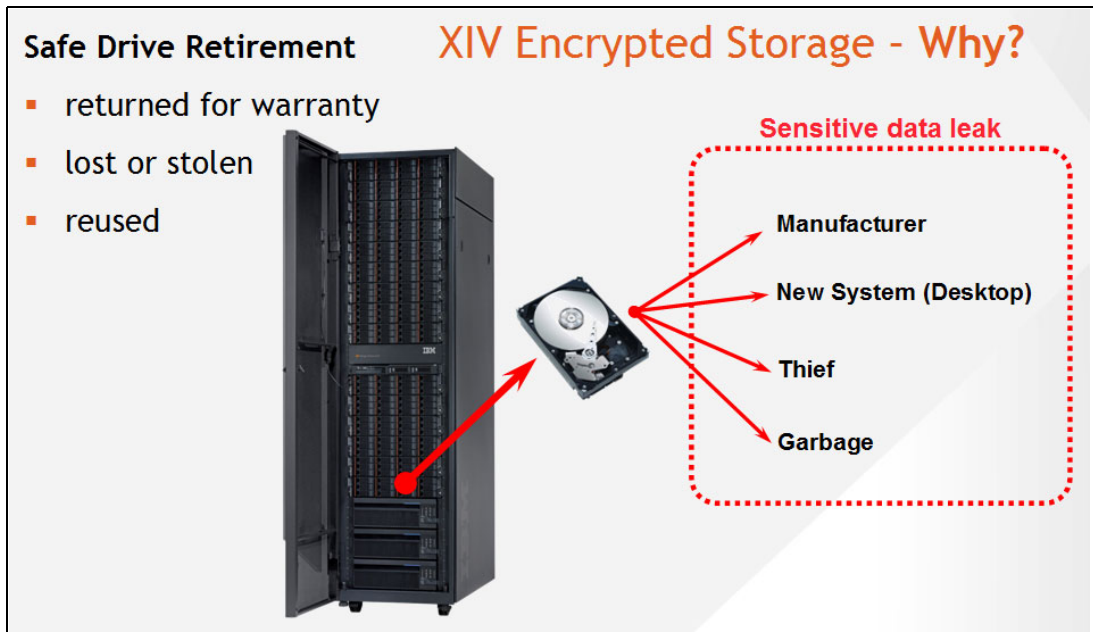 Safe Drive Retirement
XIV Encrypted Storage - Why?
▪ returned for warranty
▪ lost or stolen
▪ reused
Sensitive data leak
Manufacturer
New System (Desktop)
Thief
Garbage
IBM